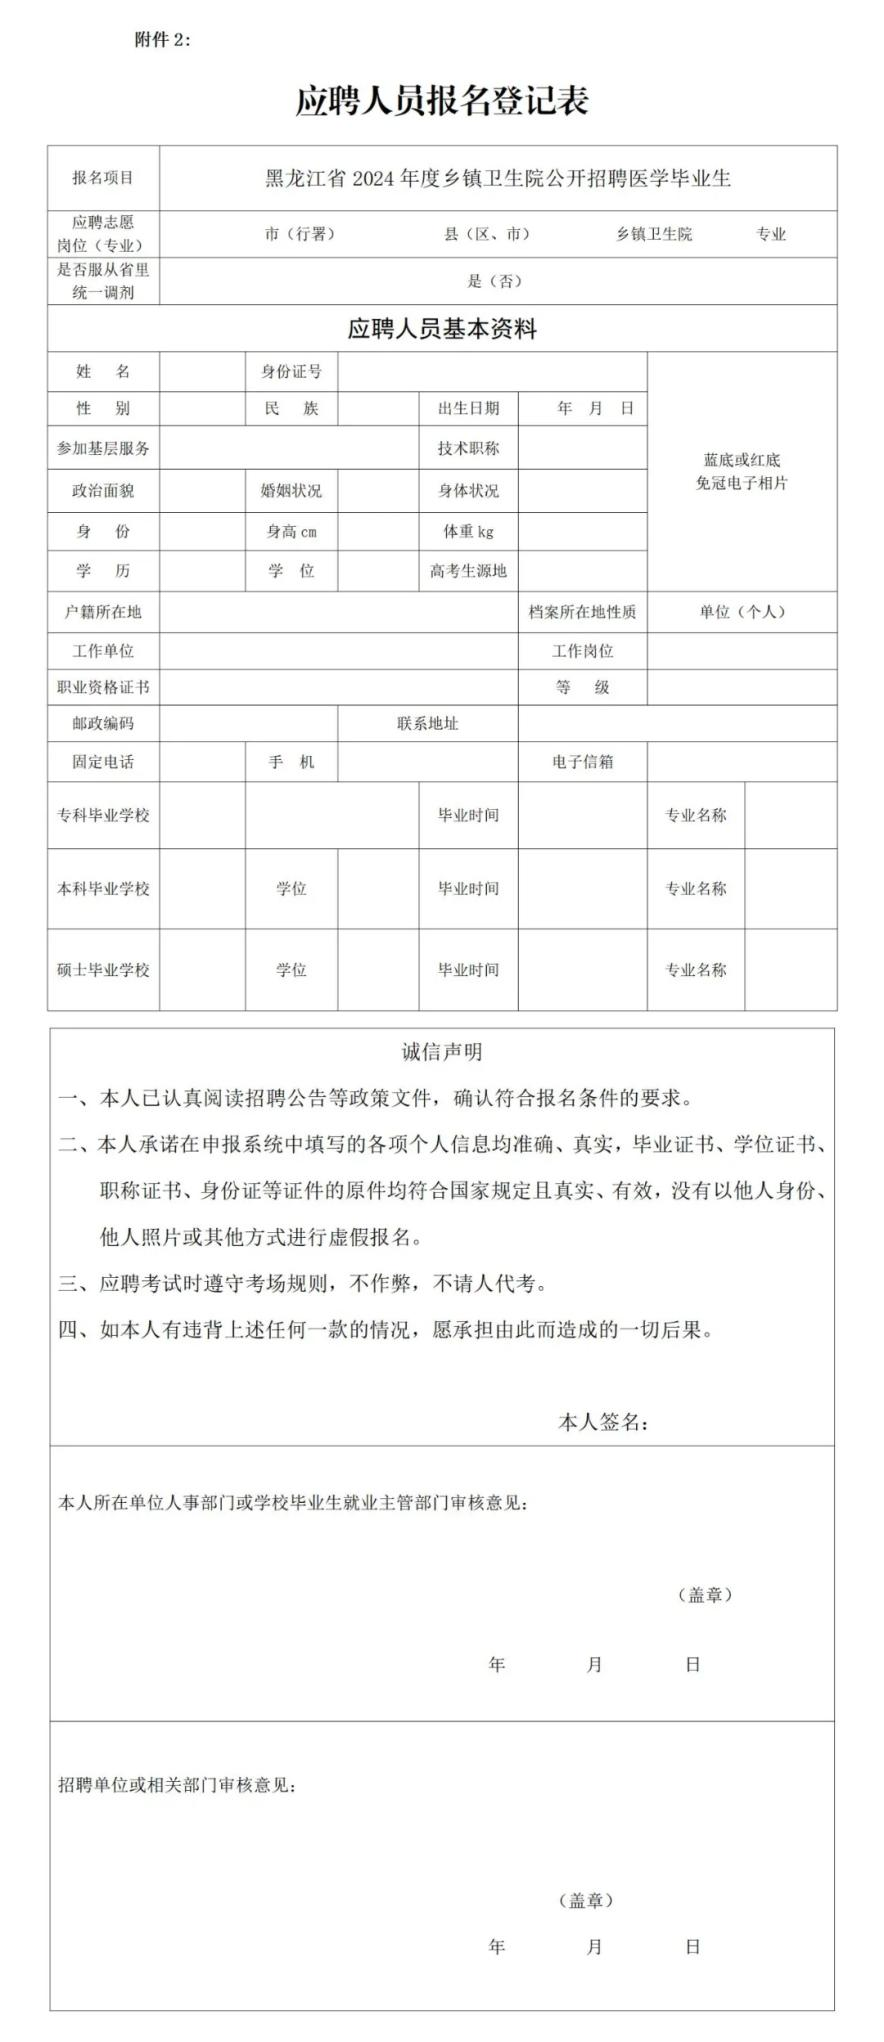 附件 2：
应聘人员报名登记表
报名项目 黑龙江省 2024 年度乡镇卫生院公开招聘医学毕业生
应聘志愿
岗位（专业） 市（行署） 县（区、市） 乡镇卫生院 专业
是否服从省里
统一调剂 是（否）
应聘人员基本资料
姓 名 身份证号
性 别 民 族 出生日期 年 月 日
参加基层服务 技术职称
蓝底或红底
免冠电子相片
政治面貌 婚姻状况 身体状况
身 份 身高 cm 体重 kg
学 历 学 位 高考生源地
户籍所在地 档案所在地性质 单位（个人）
工作单位 工作岗位
职业资格证书 等 级
邮政编码 联系地址
固定电话 手 机 电子信箱
专科毕业学校 毕业时间 专业名称
本科毕业学校 学位 毕业时间 专业名称
硕士毕业学校 学位 毕业时间 专业名称
诚信声明
一、本人已认真阅读招聘公告等政策文件，确认符合报名条件的要求。
二、本人承诺在申报系统中填写的各项个人信息均准确、真实，毕业证书、学位证书、
职称证书、身份证等证件的原件均符合国家规定且真实、有效，没有以他人身份、
他人照片或其他方式进行虚假报名。
三、应聘考试时遵守考场规则，不作弊，不请人代考。
四、如本人有违背上述任何一款的情况，愿承担由此而造成的一切后果。
本人签名：
本人所在单位人事部门或学校毕业生就业主管部门审核意见：
（盖章）
年 月 日
招聘单位或相关部门审核意见：
（盖章）
年 月 日